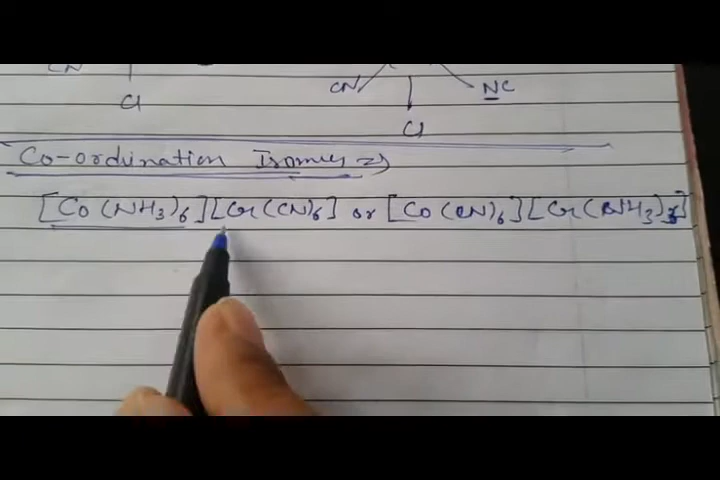 CN CN NC
Cl Cl
Co-ordination Isomers =>
[Co(NH3)6][Cr(CN)6] or [Co(CN)6][Cr(NH3)6]